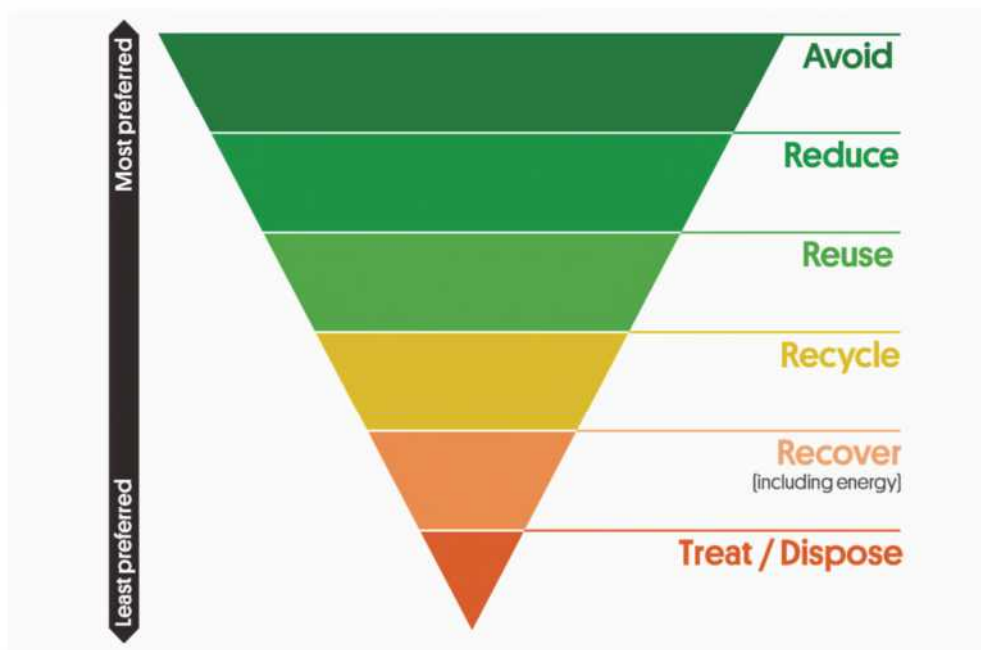 Most preferred
Avoid
Reduce
Reuse
Recycle
Recover
(including energy)
Treat / Dispose
Least preferred